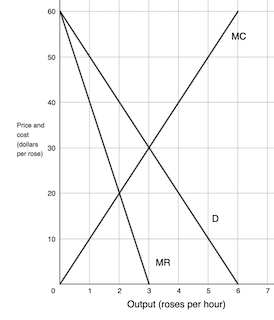 60
MC
50
40
Price and
cost
(dollars
per rose)
30
20
D
10
MR
0 1 2 3 4 5 6 7
Output (roses per hour)